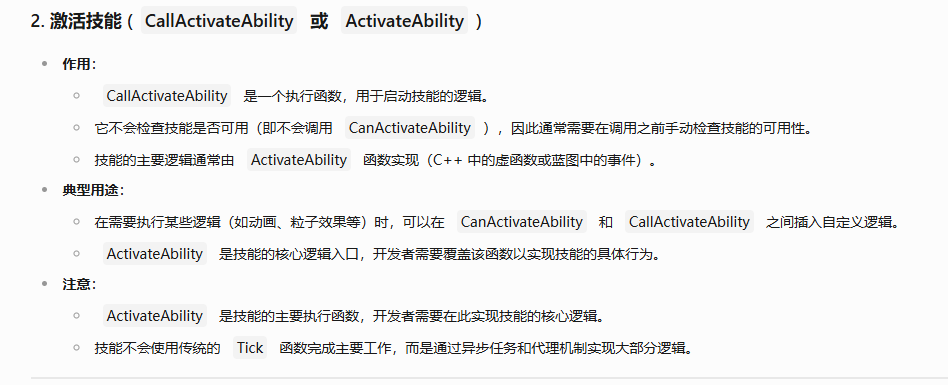 2. 激活技能（ CallActivateAbility 或 ActivateAbility ）
作用：
CallActivateAbility 是一个执行函数，用于启动技能的逻辑。
它不会检查技能是否可用（即不会调用 CanActivateAbility ），因此通常需要在调用之前手动检查技能的可用性。
技能的主要逻辑通常由 ActivateAbility 函数实现（C++ 中的虚函数或蓝图中的事件）。
典型用途：
在需要执行某些逻辑（如动画、粒子效果等）时，可以在 CanActivateAbility 和 CallActivateAbility 之间插入自定义逻辑。
ActivateAbility 是技能的核心逻辑入口，开发者需要覆盖该函数以实现技能的具体行为。
注意：
ActivateAbility 是技能的主要执行函数，开发者需要在此实现技能的核心逻辑。
技能不会使用传统的 Tick 函数完成主要工作，而是通过异步任务和代理机制实现大部分逻辑。